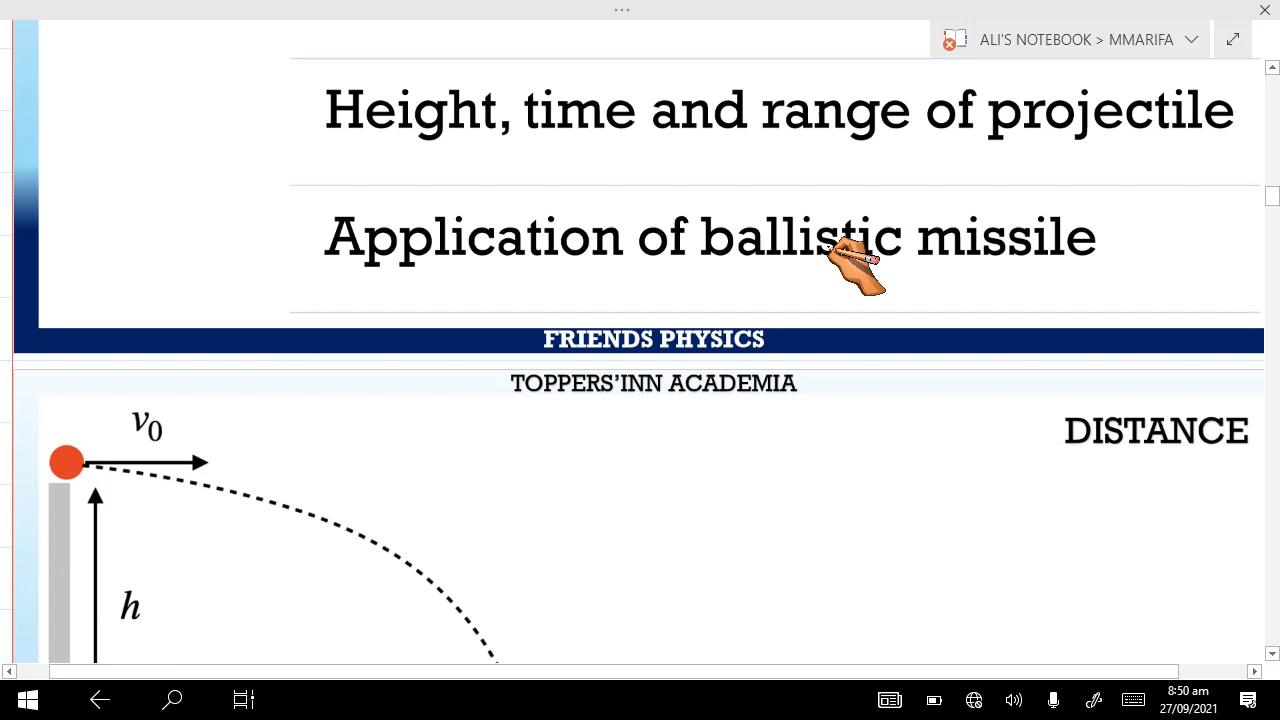 ALI'S NOTEBOOK > MMARIFA
Height, time and range of projectile
Application of ballistic missile
FRIENDS PHYSICS
TOPPERS'INN ACADEMIA
v0
DISTANCE
h
8:50 am
27/09/2021